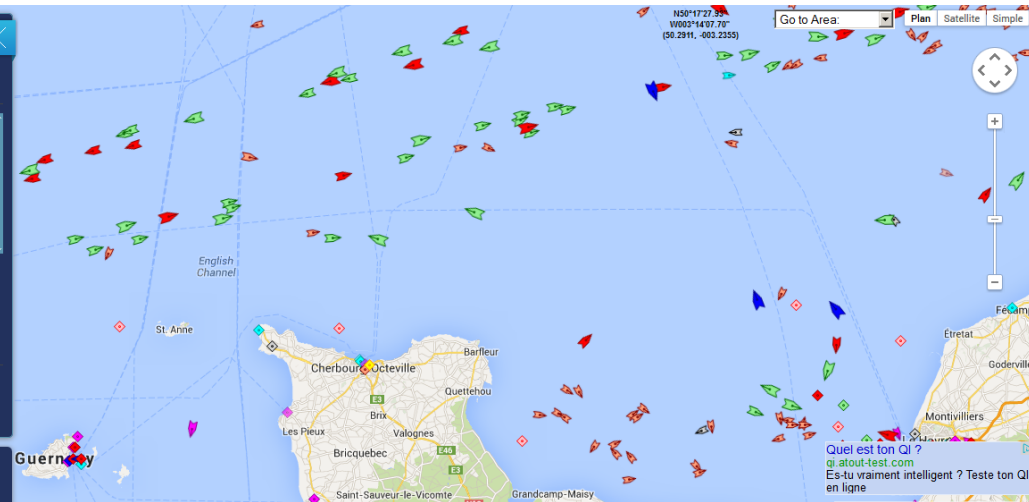 N50°17'27.93"
W003°14'07.70"
(50.2911, -003.2355)
Go to Area:
Plan
Satellite
Simple
+
−
English
Channel
St. Anne
Cherbourg-Octeville
Barfleur
Quettehou
E3
Brix
Les Pieux
Valognes
Bricquebec
E46
E3
Saint-Sauveur-le-Vicomte
Grandcamp-Maisy
Étretat
Goderville
Montivilliers
Le Havre
Quel est ton QI ?
qi.atout-test.com
Es-tu vraiment intelligent ? Teste ton QI
en ligne